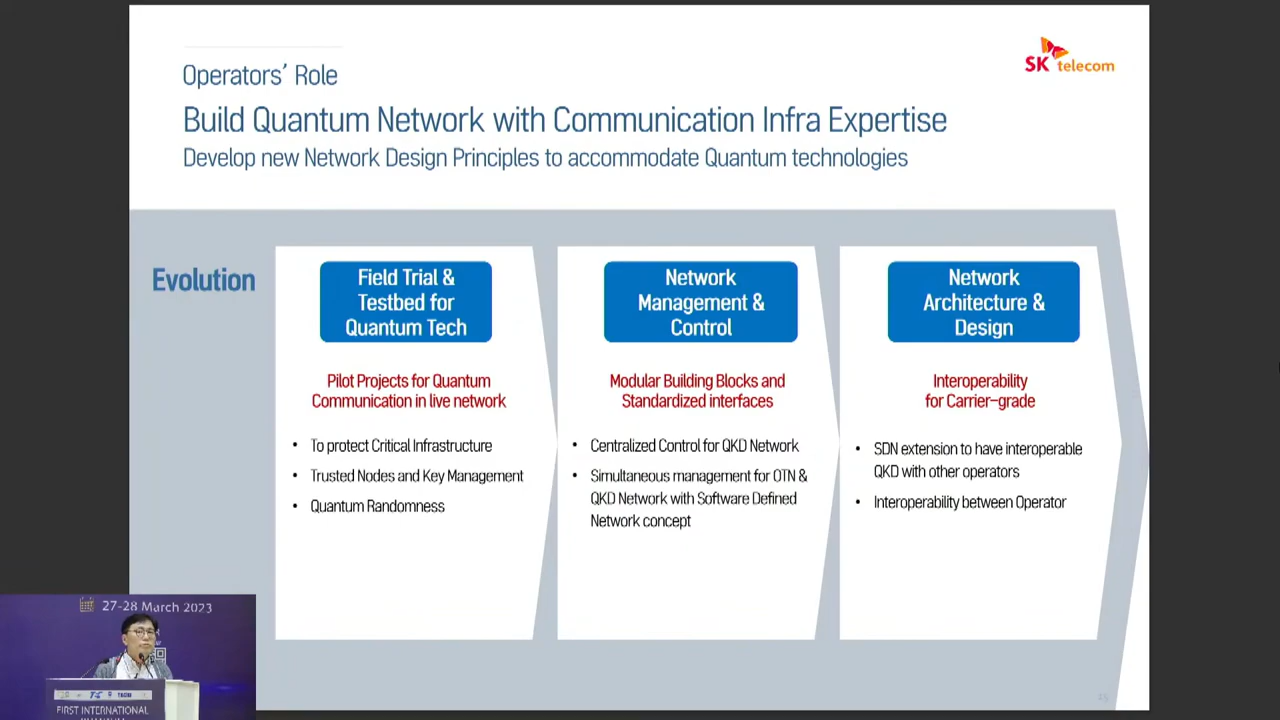 SK telecom
Operators' Role
Build Quantum Network with Communication Infra Expertise
Develop new Network Design Principles to accommodate Quantum technologies
Evolution
Field Trial &
Testbed for
Quantum Tech
Pilot Projects for Quantum
Communication in live network
• To protect Critical Infrastructure
• Trusted Nodes and Key Management
• Quantum Randomness
Network
Management &
Control
Modular Building Blocks and
Standardized interfaces
• Centralized Control for QKD Network
• Simultaneous management for OTN &
QKD Network with Software Defined
Network concept
Network
Architecture &
Design
Interoperability
for Carrier-grade
• SDN extension to have interoperable
QKD with other operators
• Interoperability between Operator
27-28 March 2023
FIRST INTERNATIONAL